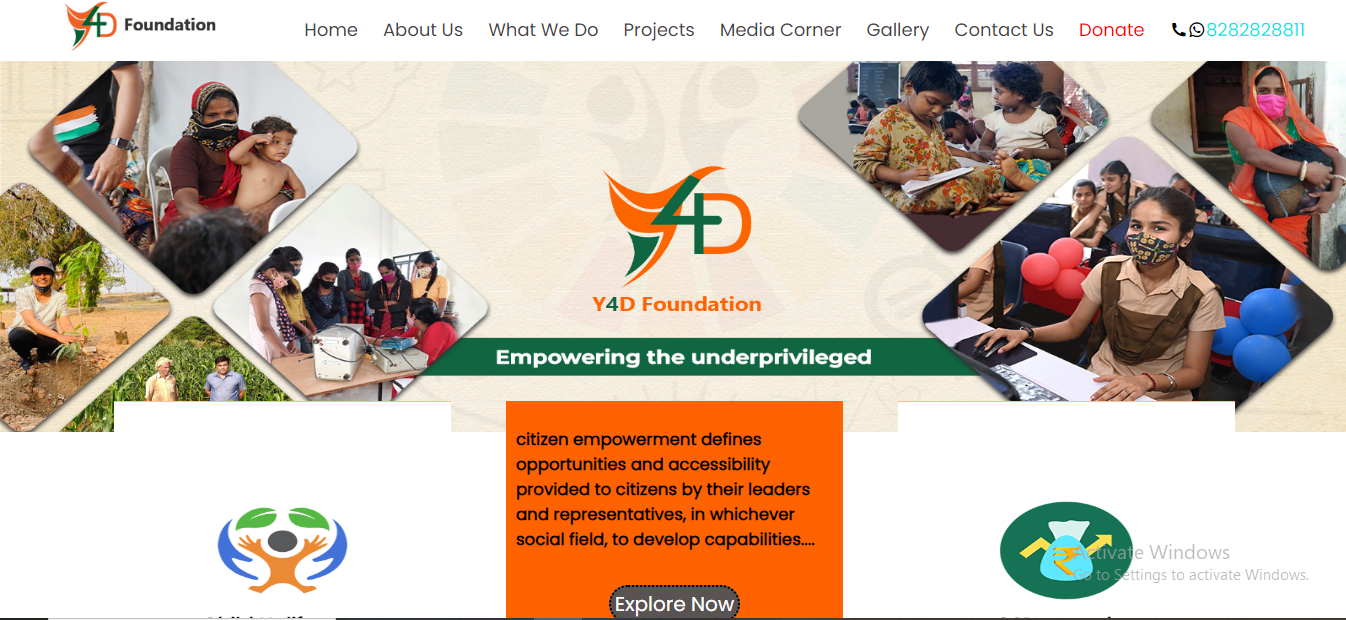 Y4D Foundation
Home About Us What We Do Projects Media Corner Gallery Contact Us Donate 8282828811
Y4D
Y4D Foundation
Empowering the underprivileged
citizen empowerment defines
opportunities and accessibility
provided to citizens by their leaders
and representatives, in whichever
social field, to develop capabilities....
Explore Now
Activate Windows
Go to Settings to activate Windows.